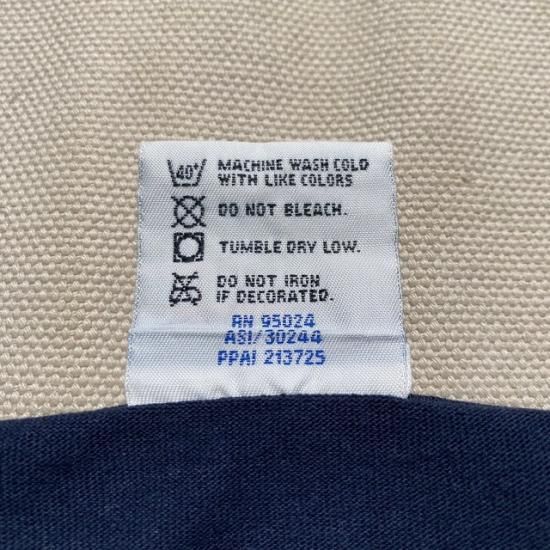 40°
MACHINE WASH COLD
WITH LIKE COLORS
DO NOT BLEACH.
TUMBLE DRY LOW.
DO NOT IRON
IF DECORATED.
RN 95024
ASI/30244
PPAI 213725